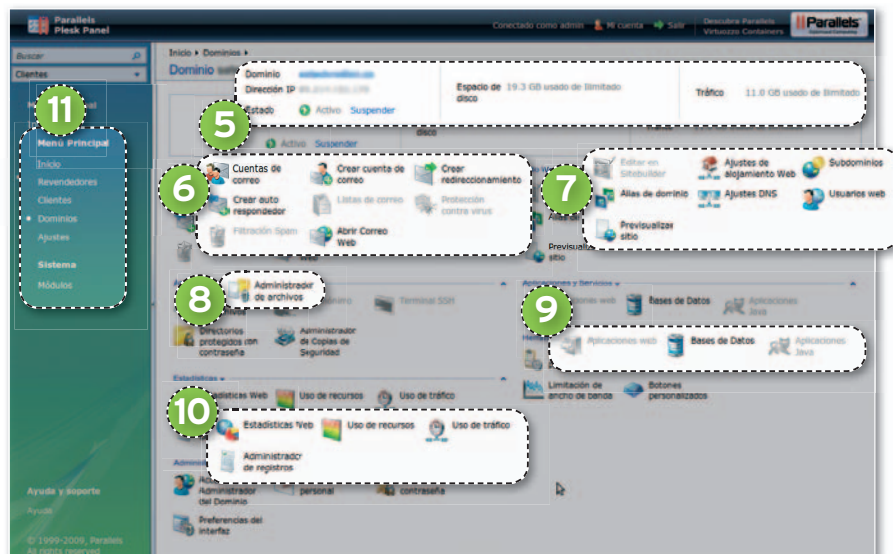 Parallels
Plesk Panel
Conectado como admin
Mi cuenta
Salir
Descubra Parallels
Virtuozzo Containers
Parallels
Buscar
Clientes
11
Menú Principal
Inicio
Revendedores
Clientes
Dominios
Ajustes
Sistema
Módulos
Ayuda y soporte
Ayuda
© 1999-2009, Parallels
All rights reserved
Inicio ▸ Dominios ▸
Dominio
5
Dominio
Dirección IP
Estado
Activo Suspender
Espacio de 19.3 GB usado de Ilimitado
disco
Tráfico 11.0 GB usado de Ilimitado
disco
Activo Suspender
6
Cuentas de
correo
Crear cuenta de
correo
Crear
redireccionamiento
Crear auto
respondedor
Listas de correo
Protección
contra virus
Filtración Spam
Abrir Correo
Web
7
Editar en
Sitebuilder
Ajustes de
alojamiento Web
Subdominios
Alias de dominio
Ajustes DNS
Usuarios web
Previsualizar
sitio
Previsualizar
sitio
8
Administrador
de archivos
Terminal SSH
Directorios
protegidos con
contraseña
Administrador
de Copias de
Seguridad
Aplicaciones y Servicios
Bases de Datos
Aplicaciones
Java
9
Aplicaciones web
Bases de Datos
Aplicaciones
Java
Limitación de
ancho de banda
Botones
personalizados
Estadísticas
Estadísticas Web
Uso de recursos
Uso de tráfico
10
Estadísticas Web
Uso de recursos
Uso de tráfico
Administrador
de registros
Administrador
del Dominio
personal
contraseña
Preferencias del
interfaz